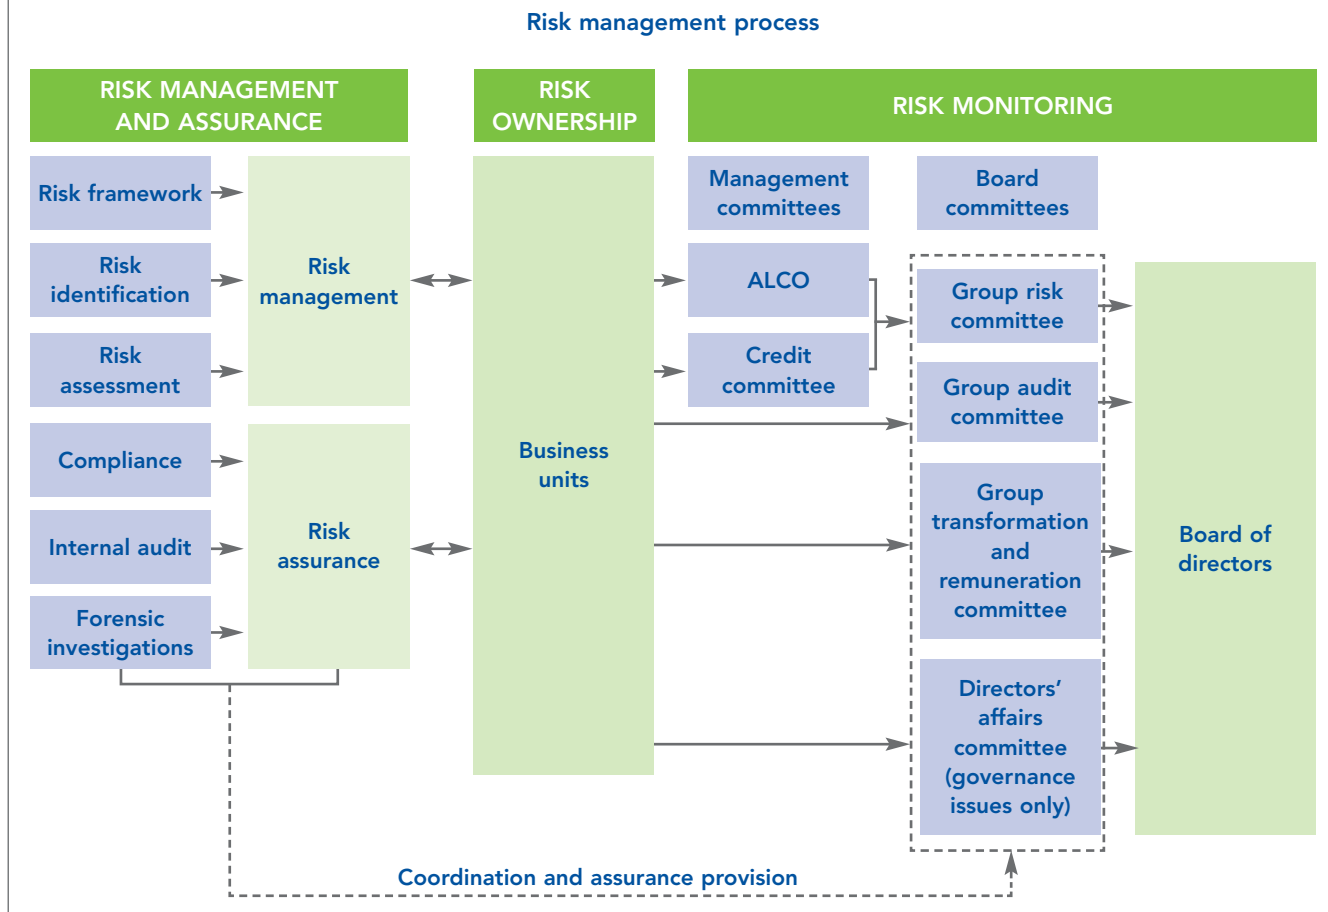 Risk management process
RISK MANAGEMENT
AND ASSURANCE
RISK
OWNERSHIP
RISK MONITORING
Risk framework
Risk
identification
Risk
assessment
Compliance
Internal audit
Forensic
investigations
Risk
management
Risk
assurance
Business
units
Management
committees
ALCO
Credit
committee
Board
committees
Group risk
committee
Group audit
committee
Group
transformation
and
remuneration
committee
Directors’
affairs
committee
(governance
issues only)
Board of
directors
Coordination and assurance provision